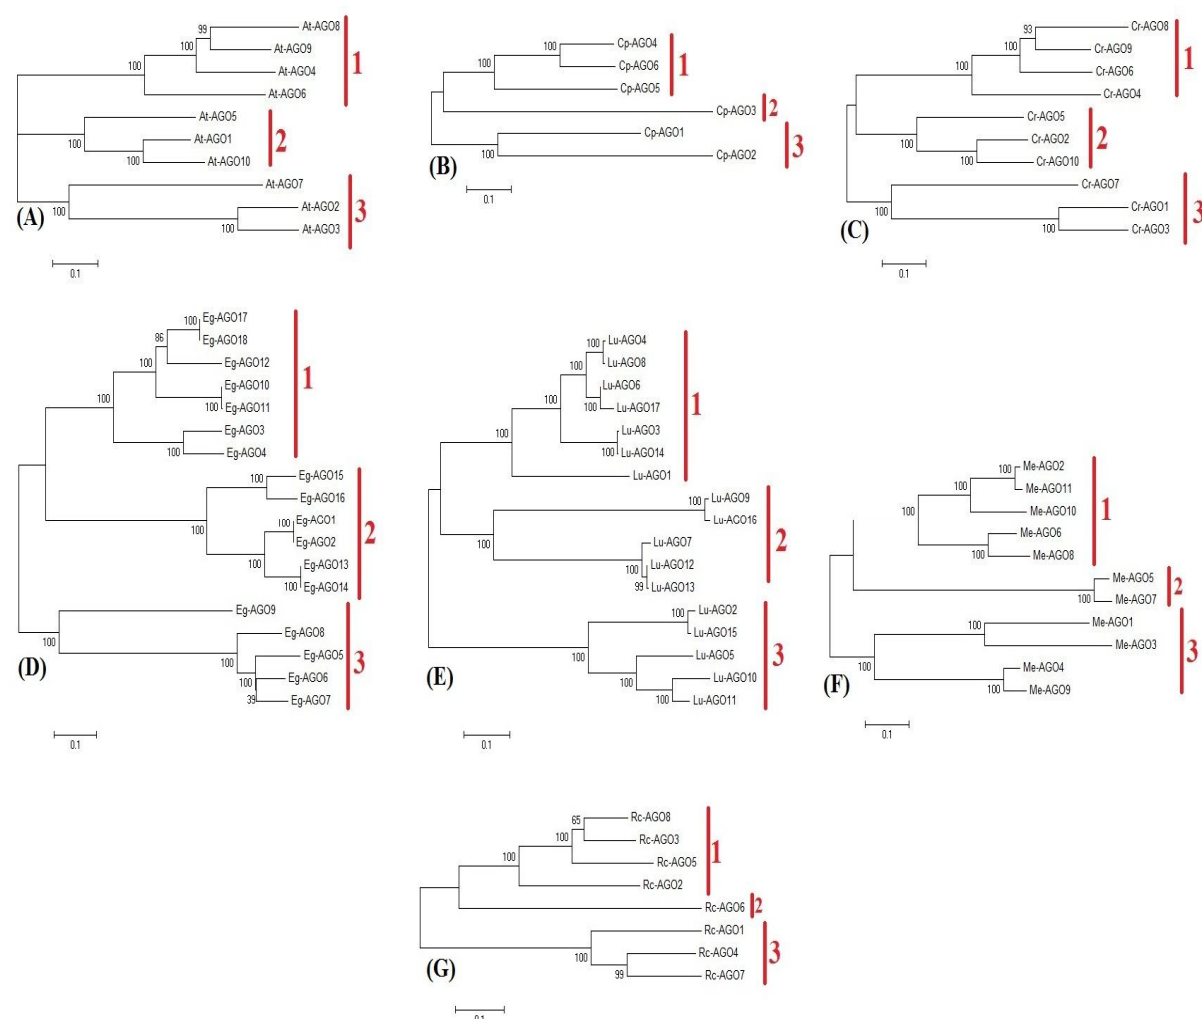 99
At-AGO8
100
At-AGO9
100
At-AGO4
At-AGO6
1
At-AGO5
100
At-AGO1
100
At-AGO10
2
At-AGO7
100
At-AGO2
100
At-AGO3
3
(A)
0.1
Cp-AGO4
100
Cp-AGO6
100
Cp-AGO5
1
Cp-AGO3
2
Cp-AGO1
100
Cp-AGO2
3
(B)
0.1
93
Cr-AGO8
100
Cr-AGO9
100
Cr-AGO6
Cr-AGO4
1
Cr-AGO5
100
Cr-AGO2
100
Cr-AGO10
2
Cr-AGO7
100
Cr-AGO1
100
Cr-AGO3
3
(C)
0.1
100
Eg-AGO17
Eg-AGO18
86
Eg-AGO12
100
100
Eg-AGO10
100
Eg-AGO11
100
Eg-AGO3
100
Eg-AGO4
1
100
Eg-AGO15
Eg-AGO16
100
100
Eg-ACO1
Eg-AGO2
100
Eg-AGO13
100
Eg-AGO14
2
Eg-AGO9
100
Eg-AGO8
100
Eg-AGO5
100
Eg-AGO6
39
Eg-AGO7
3
(D)
0.1
100
Lu-AGO4
Lu-AGO8
100
Lu-AGO6
100
Lu-AGO17
100
Lu-AGO3
100
Lu-AGO14
100
Lu-AGO1
1
100
Lu-AGO9
Lu-AGO16
100
Lu-AGO7
100
Lu-AGO12
99
Lu-AGO13
2
100
Lu-AGO2
Lu-AGO15
100
Lu-AGO5
100
Lu-AGO10
100
Lu-AGO11
3
(E)
0.1
100
Me-AGO2
Me-AGO11
100
Me-AGO10
100
Me-AGO6
100
Me-AGO8
1
Me-AGO5
100
Me-AGO7
2
100
Me-AGO1
Me-AGO3
100
Me-AGO4
100
Me-AGO9
3
(F)
0.1
65
Rc-AGO8
100
Rc-AGO3
100
Rc-AGO5
Rc-AGO2
1
Rc-AGO6
2
Rc-AGO1
100
Rc-AGO4
99
Rc-AGO7
3
(G)
0.1